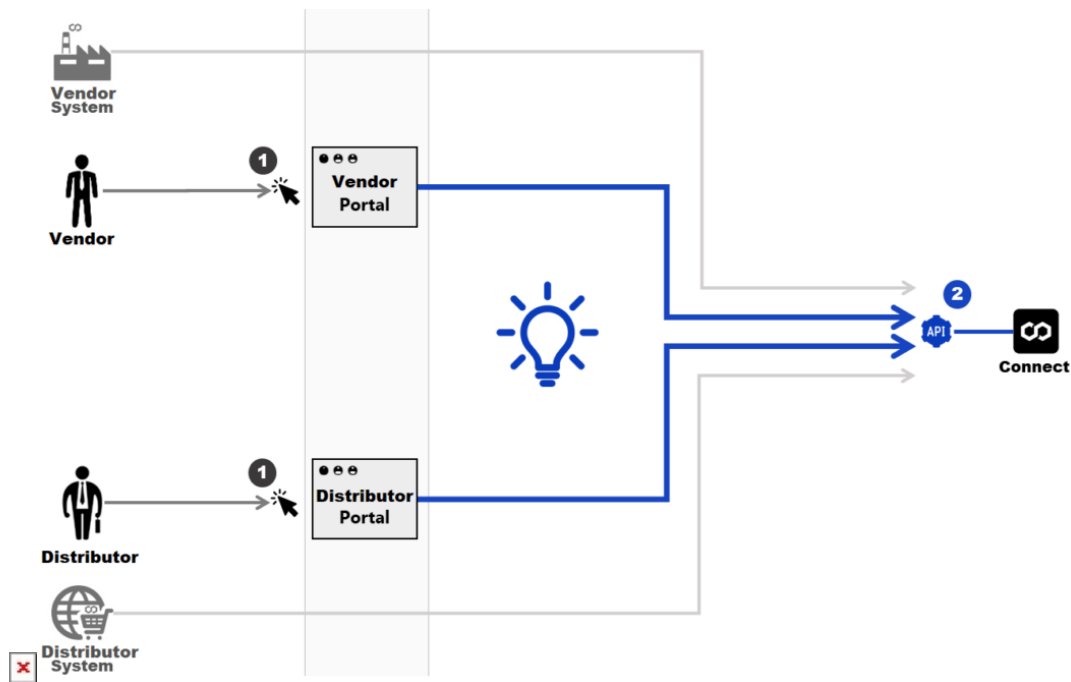 Vendor
System
1
Vendor
Portal
Vendor
2
API
Connect
1
Distributor
Portal
Distributor
Distributor
System